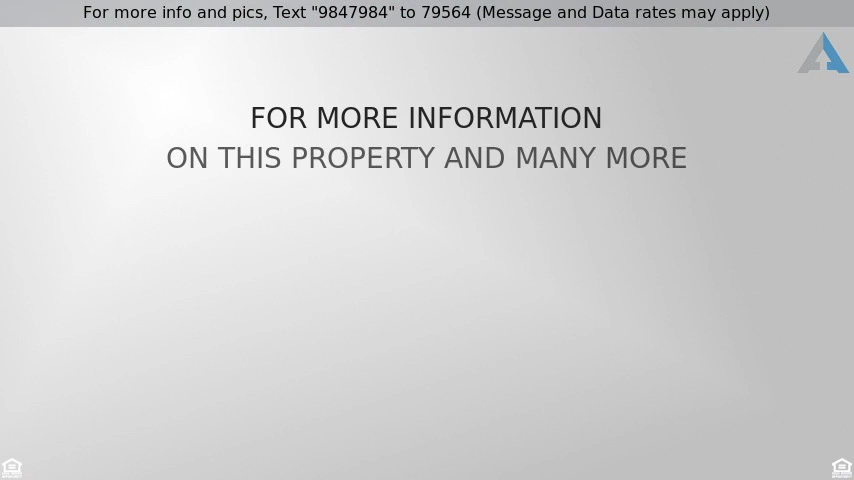 For more info and pics, Text "9847984" to 79564 (Message and Data rates may apply)
FOR MORE INFORMATION
ON THIS PROPERTY AND MANY MORE